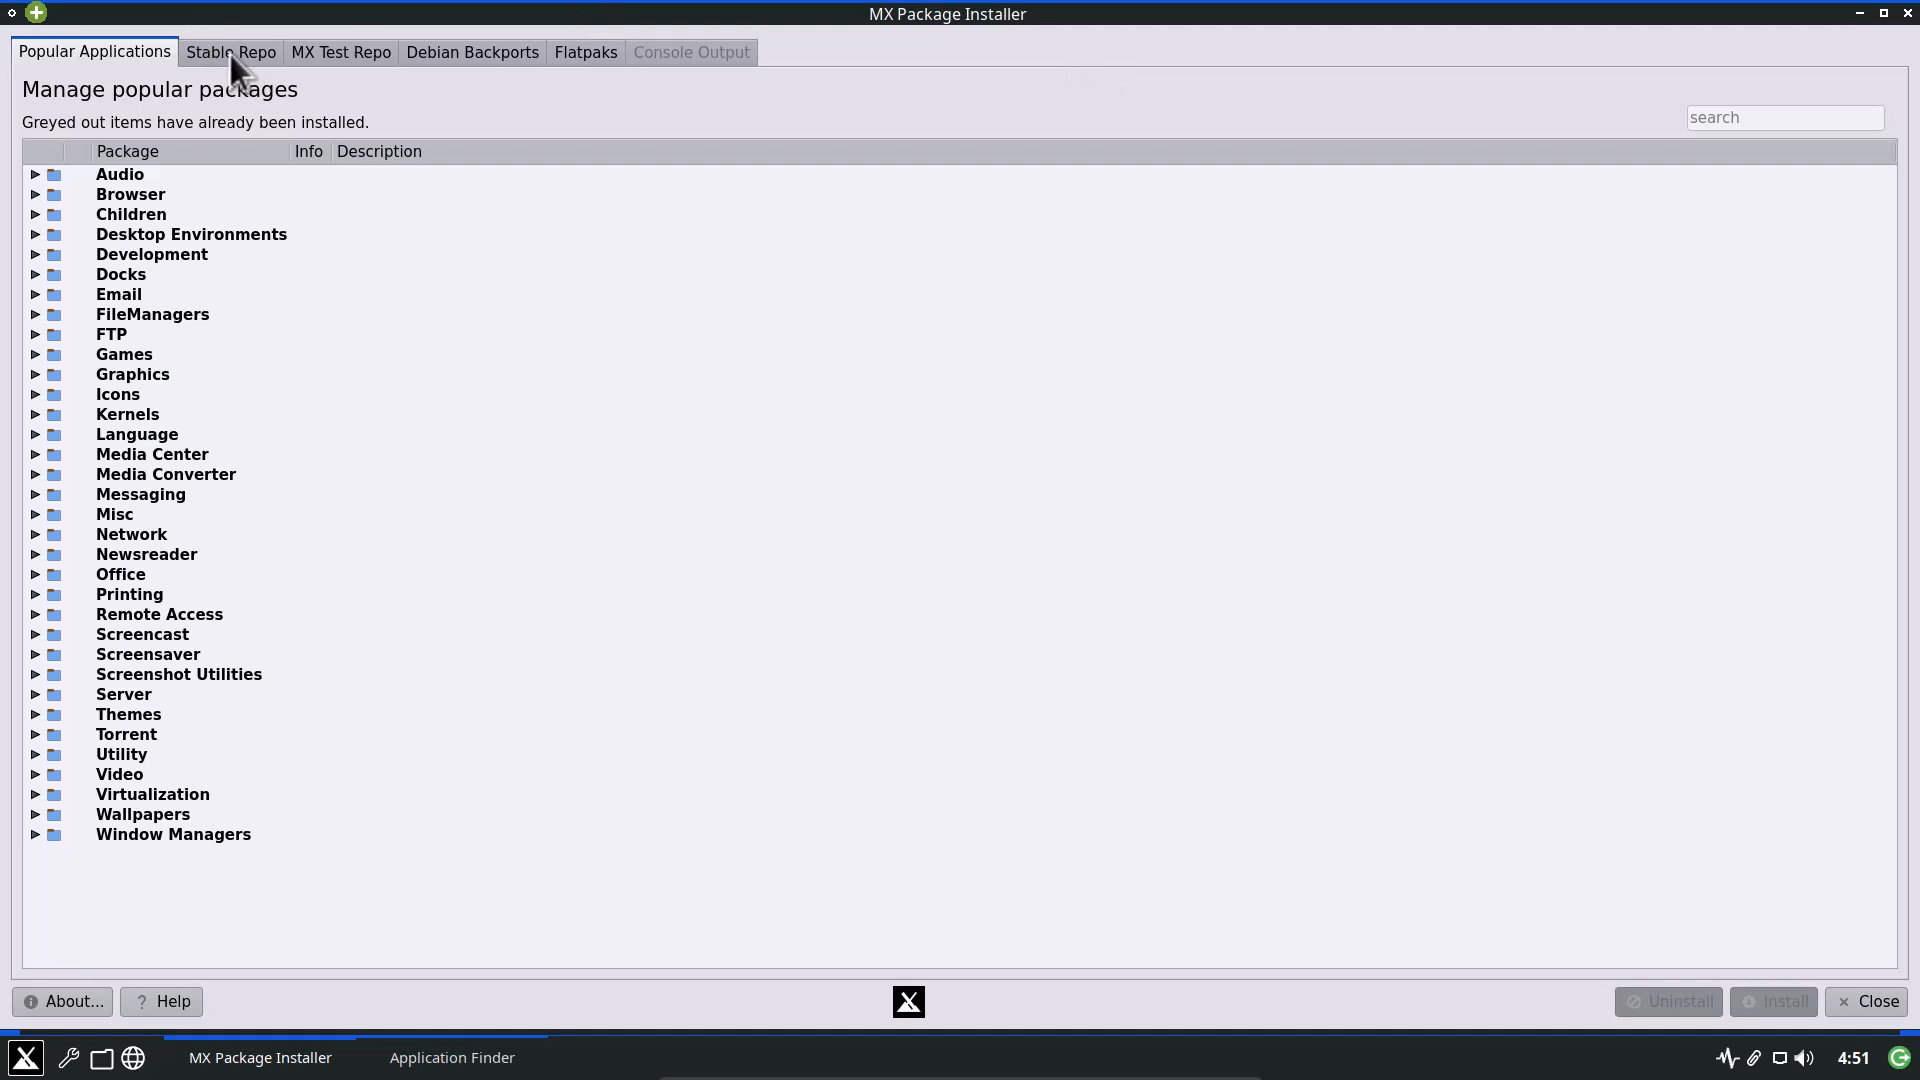 MX Package Installer
Popular Applications Stable Repo MX Test Repo Debian Backports Flatpaks Console Output
Manage popular packages
Greyed out items have already been installed.
search
Package Info Description
Audio
Browser
Children
Desktop Environments
Development
Docks
Email
FileManagers
FTP
Games
Graphics
Icons
Kernels
Language
Media Center
Media Converter
Messaging
Misc
Network
Newsreader
Office
Printing
Remote Access
Screencast
Screensaver
Screenshot Utilities
Server
Themes
Torrent
Utility
Video
Virtualization
Wallpapers
Window Managers
About... ? Help Uninstall Install Close
MX Package Installer Application Finder 4:51